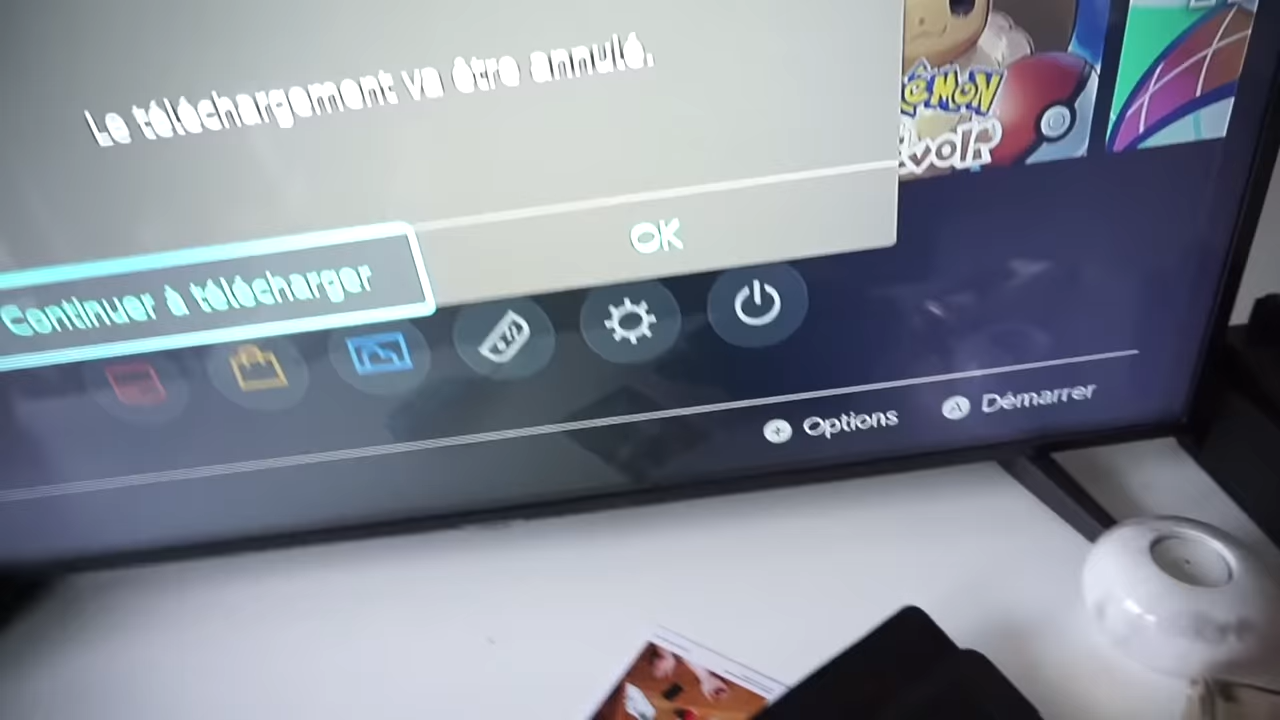 Le téléchargement va être annulé.
Continuer à télécharger
OK
Options
A Démarrer